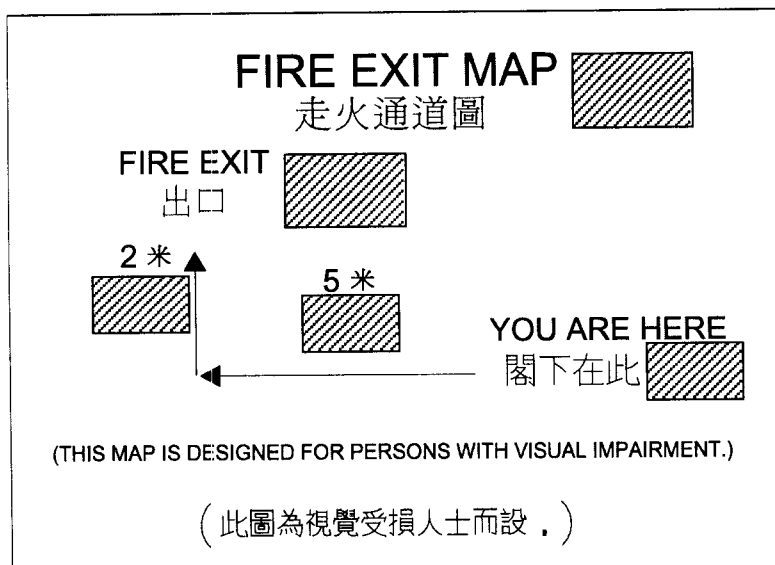 FIRE EXIT MAP
走火通道圖
FIRE EXIT
出口
2 米
5 米
YOU ARE HERE
閣下在此
(THIS MAP IS DESIGNED FOR PERSONS WITH VISUAL IMPAIRMENT.)
(此圖為視覺受損人士而設．)